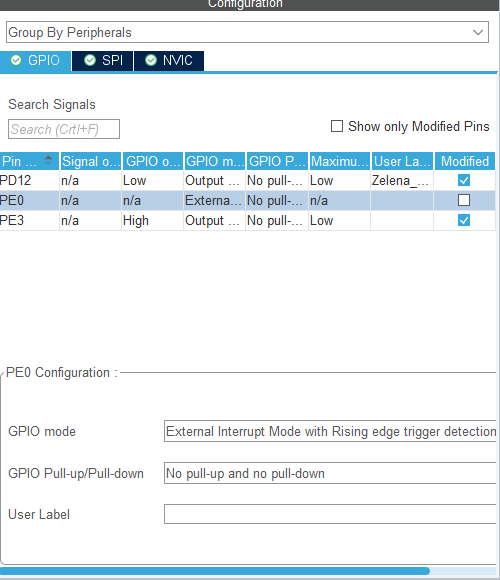 Configuration
Group By Peripherals
GPIO SPI NVIC
Search Signals
Search (CrtI+F)
Show only Modified Pins
Pin ... Signal o... GPIO o... GPIO m... GPIO P... Maximu... User La... Modified
PD12 n/a Low Output ... No pull-... Low Zelena_...
PE0 n/a n/a Externa... No pull-... n/a
PE3 n/a High Output ... No pull-... Low
PE0 Configuration :
GPIO mode External Interrupt Mode with Rising edge trigger detection
GPIO Pull-up/Pull-down No pull-up and no pull-down
User Label